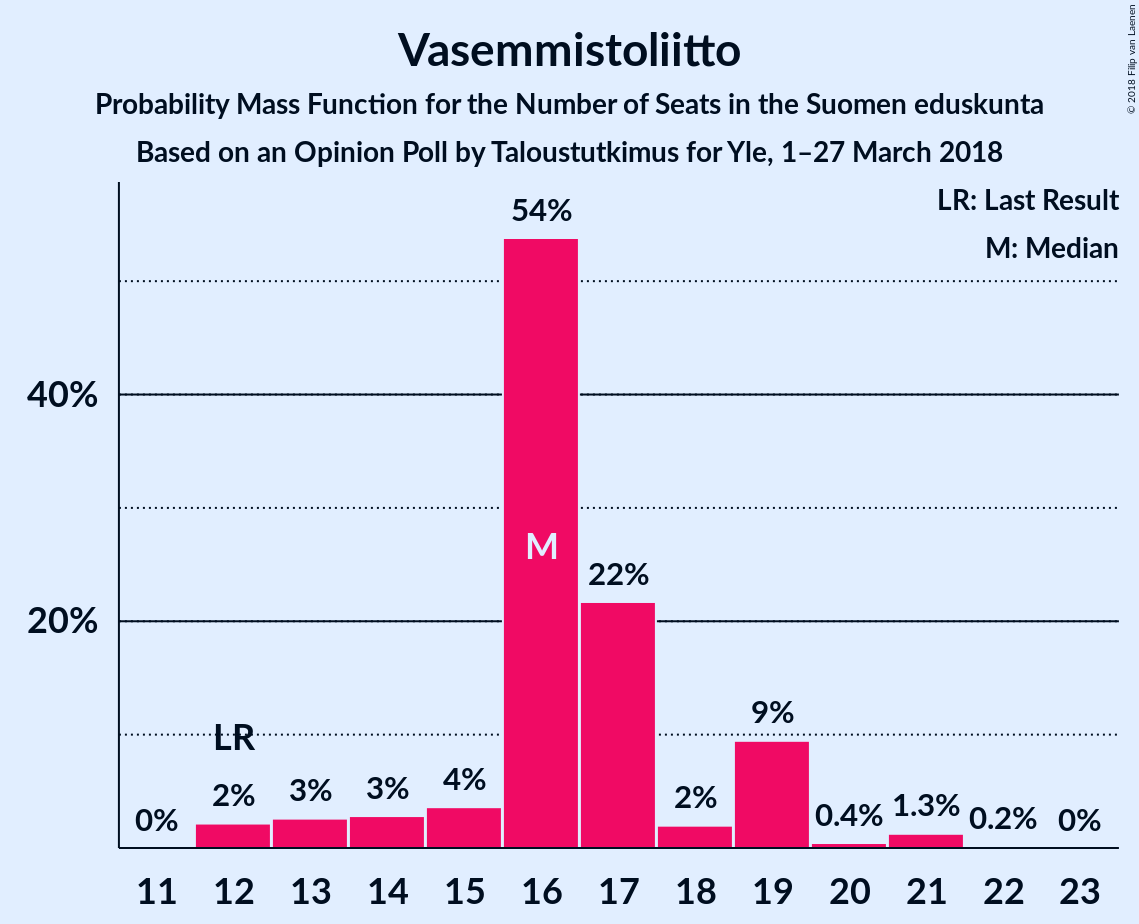 Vasemmistoliitto
Probability Mass Function for the Number of Seats in the Suomen eduskunta
Based on an Opinion Poll by Taloustutkimus for Yle, 1–27 March 2018
© 2018 Filip van Laenen
LR: Last Result
M: Median
54%
40%
M
22%
20%
LR
9%
0%
2%
3%
3%
4%
2%
0.4%
1.3%
0.2%
0%
11 12 13 14 15 16 17 18 19 20 21 22 23